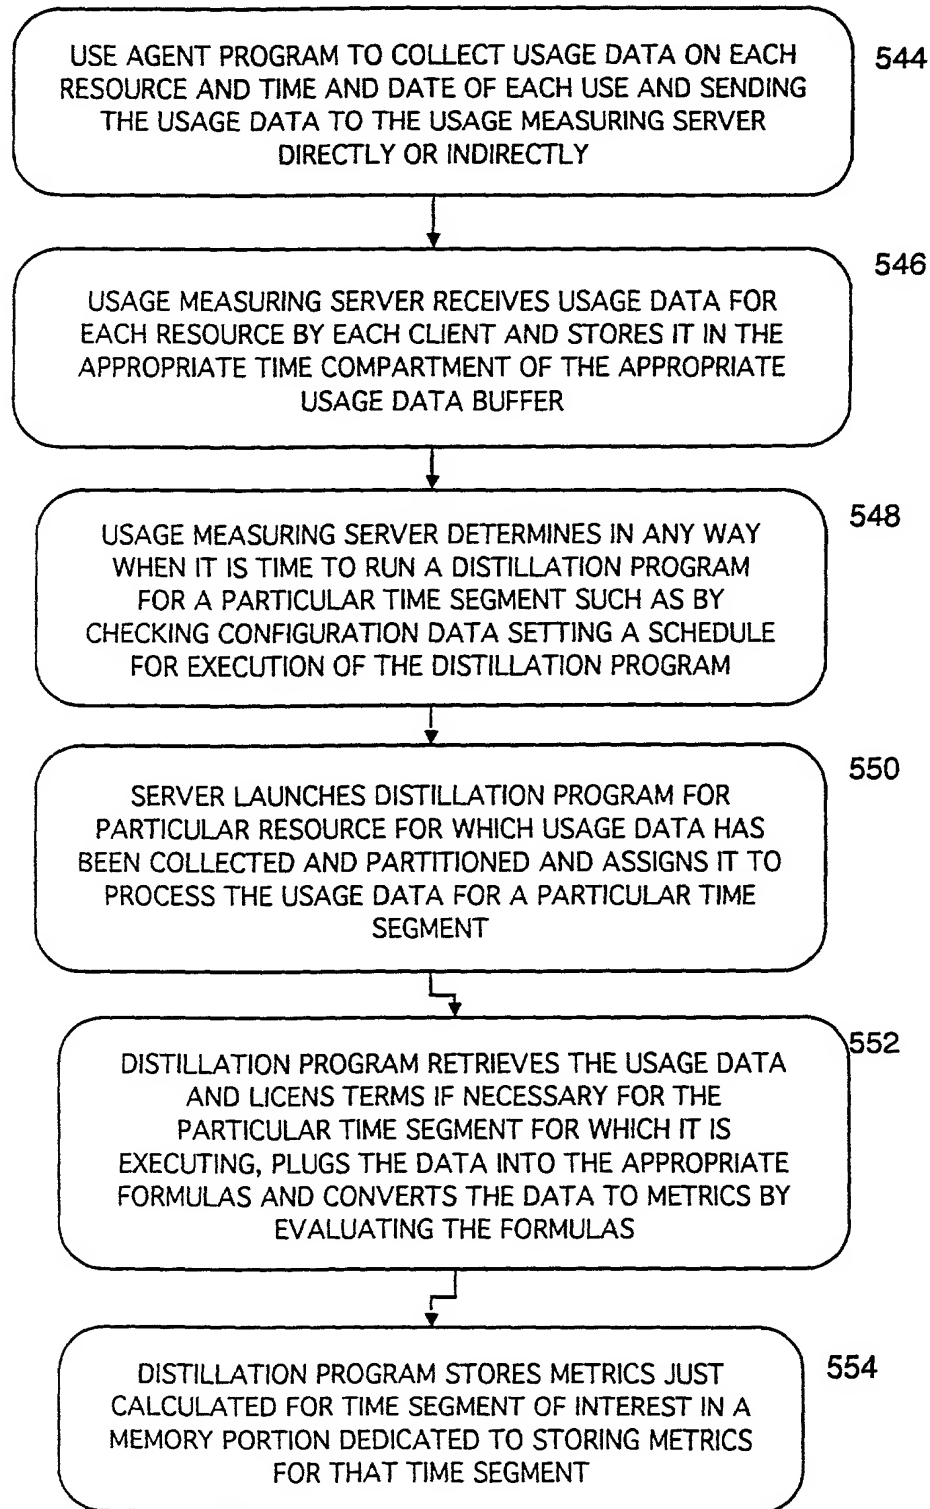 USE AGENT PROGRAM TO COLLECT USAGE DATA ON EACH
RESOURCE AND TIME AND DATE OF EACH USE AND SENDING
THE USAGE DATA TO THE USAGE MEASURING SERVER
DIRECTLY OR INDIRECTLY
544
USAGE MEASURING SERVER RECEIVES USAGE DATA FOR
EACH RESOURCE BY EACH CLIENT AND STORES IT IN THE
APPROPRIATE TIME COMPARTMENT OF THE APPROPRIATE
USAGE DATA BUFFER
546
USAGE MEASURING SERVER DETERMINES IN ANY WAY
WHEN IT IS TIME TO RUN A DISTILLATION PROGRAM
FOR A PARTICULAR TIME SEGMENT SUCH AS BY
CHECKING CONFIGURATION DATA SETTING A SCHEDULE
FOR EXECUTION OF THE DISTILLATION PROGRAM
548
SERVER LAUNCHES DISTILLATION PROGRAM FOR
PARTICULAR RESOURCE FOR WHICH USAGE DATA HAS
BEEN COLLECTED AND PARTITIONED AND ASSIGNS IT TO
PROCESS THE USAGE DATA FOR A PARTICULAR TIME
SEGMENT
550
DISTILLATION PROGRAM RETRIEVES THE USAGE DATA
AND LICENS TERMS IF NECESSARY FOR THE
PARTICULAR TIME SEGMENT FOR WHICH IT IS
EXECUTING, PLUGS THE DATA INTO THE APPROPRIATE
FORMULAS AND CONVERTS THE DATA TO METRICS BY
EVALUATING THE FORMULAS
552
DISTILLATION PROGRAM STORES METRICS JUST
CALCULATED FOR TIME SEGMENT OF INTEREST IN A
MEMORY PORTION DEDICATED TO STORING METRICS
FOR THAT TIME SEGMENT
554